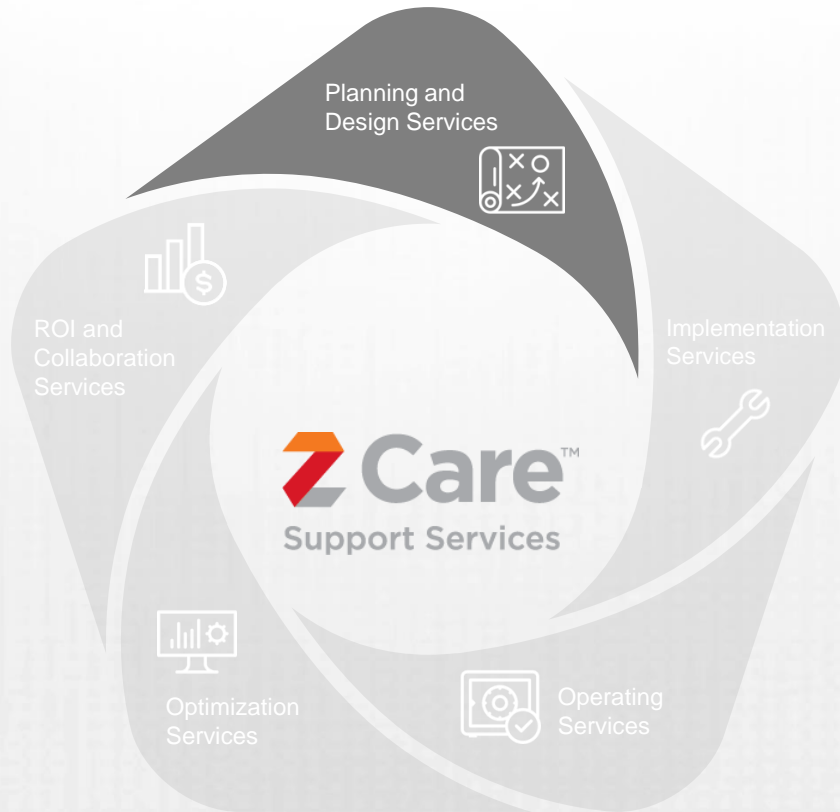 Planning and
Design Services
Implementation
Services
Operating
Services
Optimization
Services
ROI and
Collaboration
Services
Z Care™
Support Services